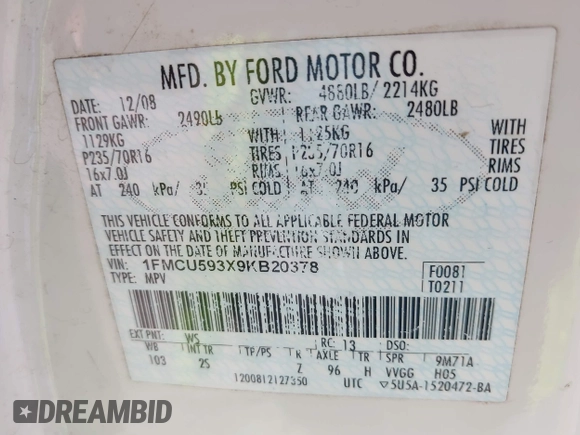 MFD. BY FORD MOTOR CO.
12/08 GVWR: 4880LB/ 2214KG
FRONT GAWR: 2490LB REAR GAWR: 2480LB
1129KG WITH 1125KG WITH
P235/70R16 TIRES P235/70R16 TIRES
16x7.0J RIMS 16x7.0J RIMS
AT 240 kPa/ 35 PSI COLD AT 240 kPa/ 35 PSI COLD
THIS VEHICLE CONFORMS TO ALL APPLICABLE FEDERAL MOTOR
VEHICLE SAFETY AND THEFT PREVENTION STANDARDS IN
EFFECT ON THE DATE OF MANUFACTURE SHOWN ABOVE.
VIN: 1FMCU593X9KB20378 F0081
TYPE: MPV T0211
EXT PNT: WS RC: 13 DSO:
WB INT TR TP/PS R AXLE TR SPR 9M71A
103 2S Z 96 H VVGG H05
1200812127350 UTC 5U5A-1520472-BA
DREAMBID